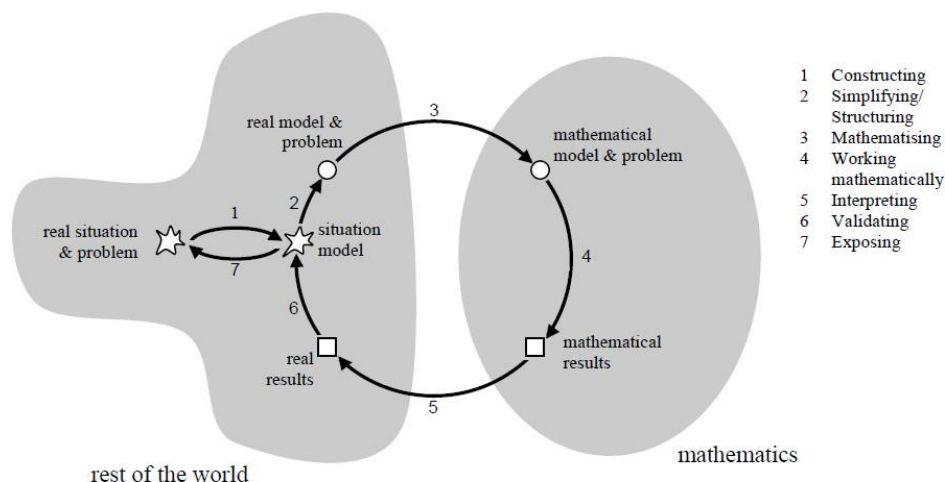 real model &
problem
3
mathematical
model & problem
1
2
real situation
& problem
situation
model
7
4
6
real
results
mathematical
results
5
rest of the world
mathematics
1 Constructing
2 Simplifying/
Structuring
3 Mathematising
4 Working
mathematically
5 Interpreting
6 Validating
7 Exposing